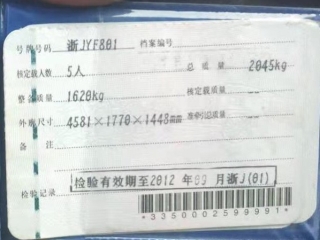 号牌号码 浙JYF801 档案编号
核定载人数 5人 总质量 2045kg
整备质量 1620kg 核定载质量 --
外廓尺寸 4581×1770×1443mm 准牵引总质量 --
备注
检验记录 检验有效期至2012 年09 月浙J(01)
*3350002599991*